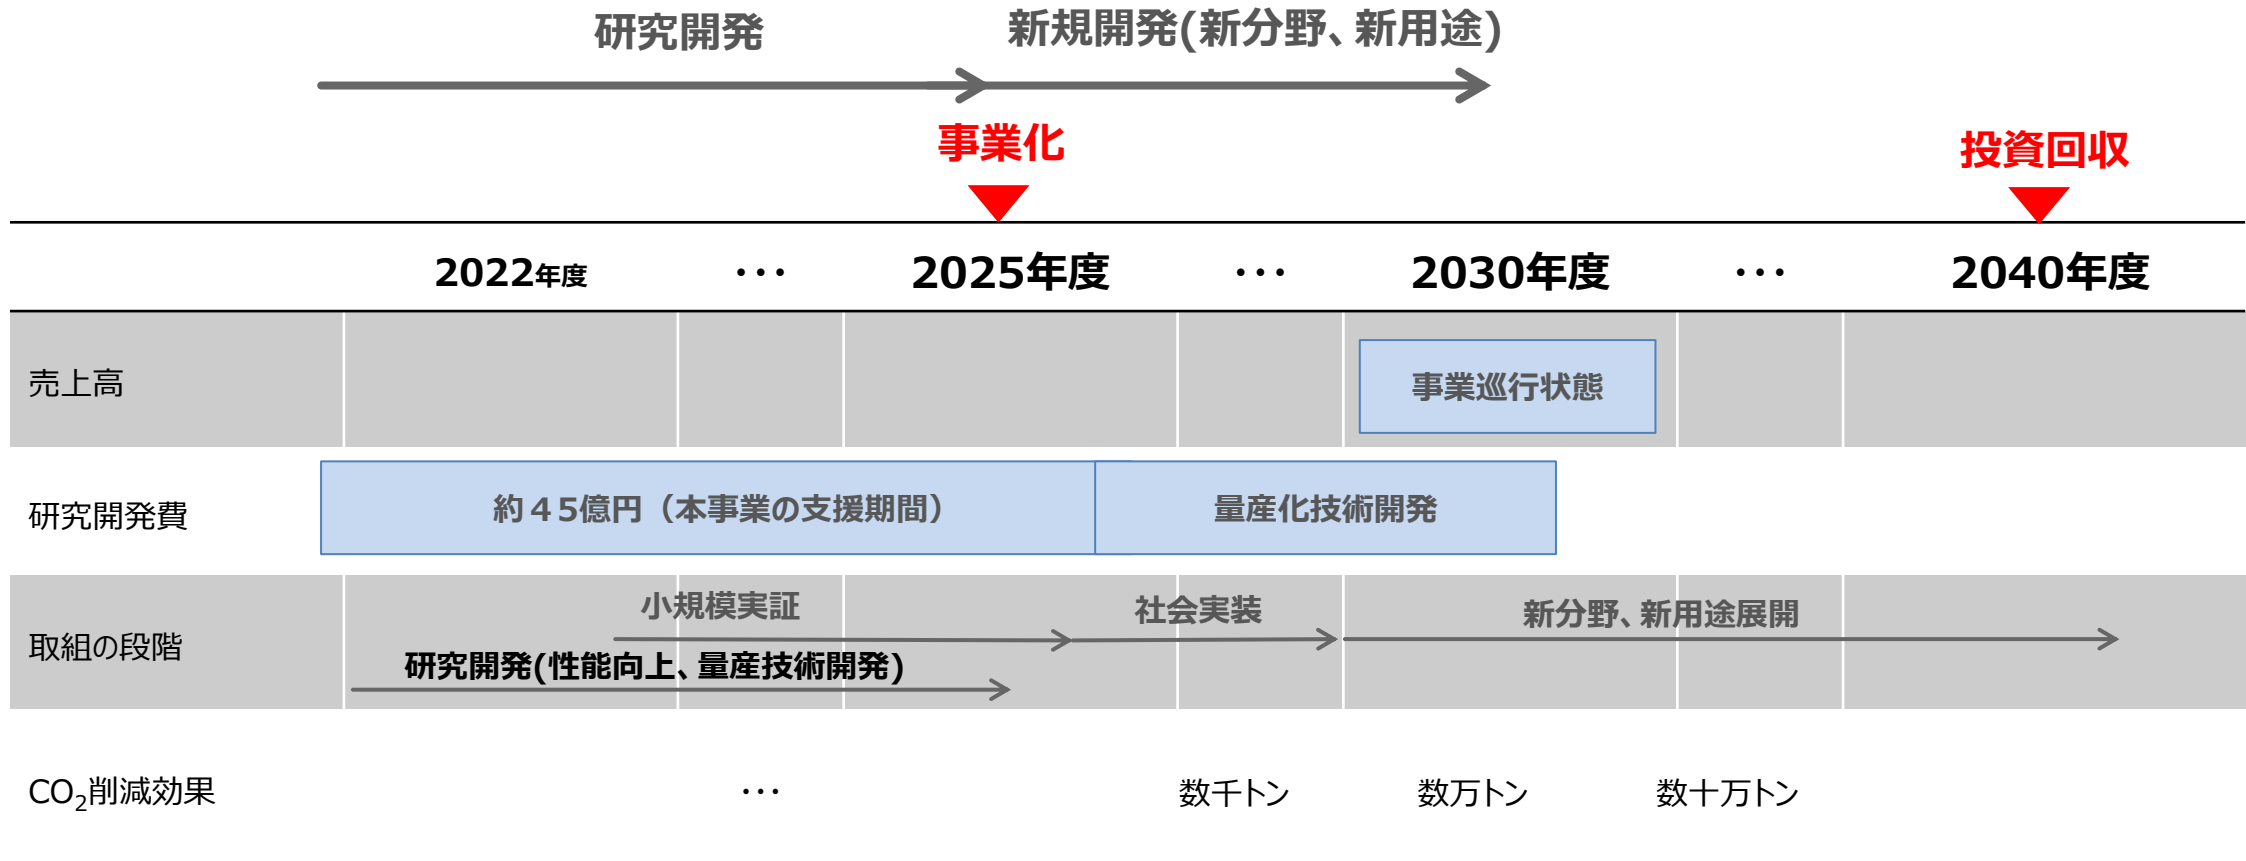 研究開発
新規開発(新分野、新用途)
事業化
投資回収
2022年度 ・・・ 2025年度 ・・・ 2030年度 ・・・ 2040年度
売上高
事業巡行状態
研究開発費
約４５億円（本事業の支援期間）
量産化技術開発
取組の段階
小規模実証
社会実装
新分野、新用途展開
研究開発(性能向上、量産技術開発)
CO₂削減効果 ・・・ 数千トン 数万トン 数十万トン